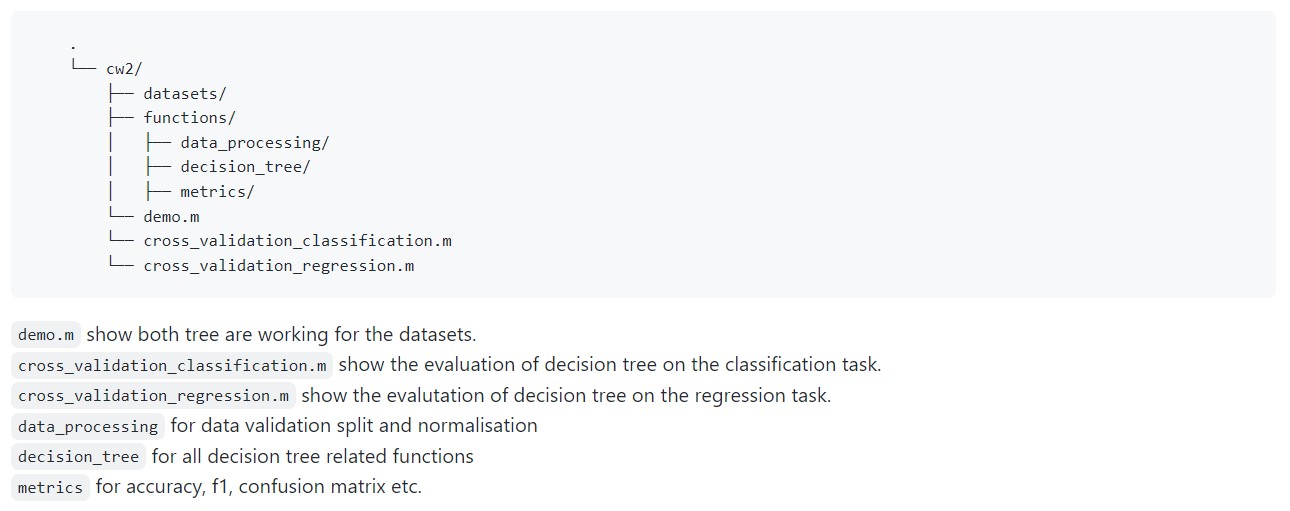 .
└── cw2/
    ├── datasets/
    ├── functions/
    │   ├── data_processing/
    │   ├── decision_tree/
    │   ├── metrics/
    └── demo.m
    └── cross_validation_classification.m
    └── cross_validation_regression.m
demo.m show both tree are working for the datasets.
cross_validation_classification.m show the evaluation of decision tree on the classification task.
cross_validation_regression.m show the evalutation of decision tree on the regression task.
data_processing for data validation split and normalisation
decision_tree for all decision tree related functions
metrics for accuracy, f1, confusion matrix etc.